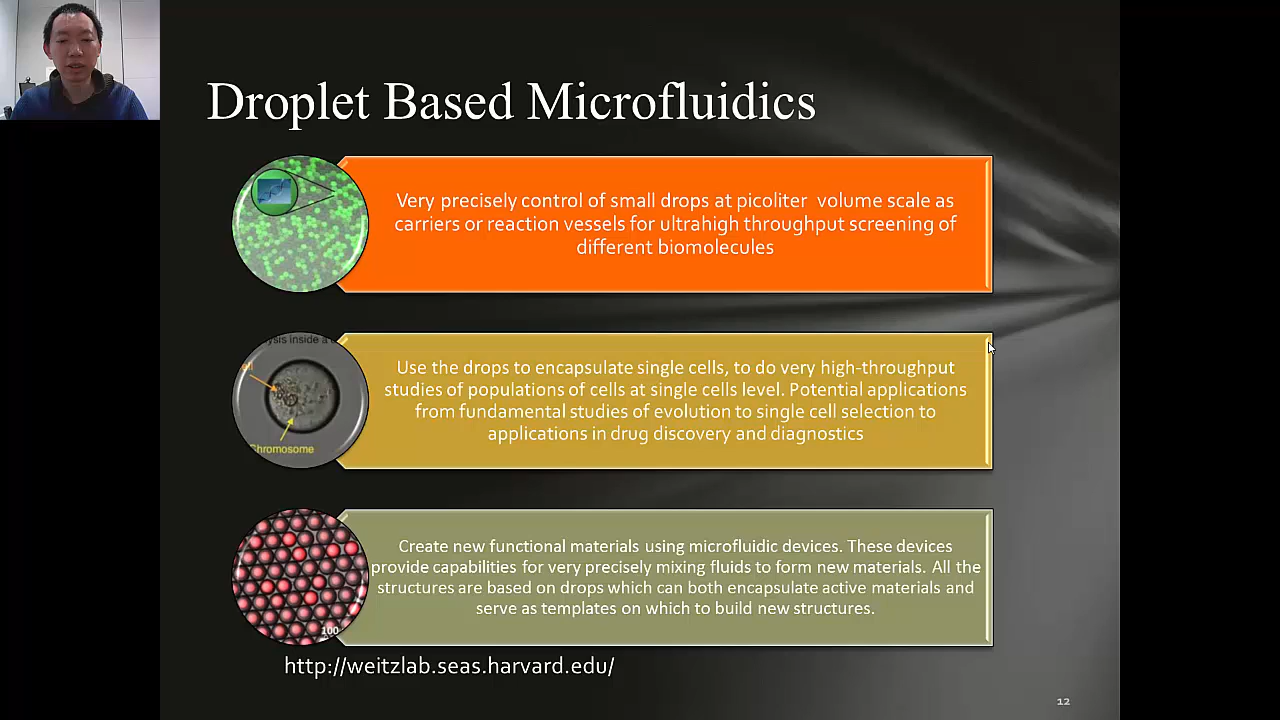 Droplet Based Microfluidics
Very precisely control of small drops at picoliter volume scale as
carriers or reaction vessels for ultrahigh throughput screening of
different biomolecules
ysis inside a
Chromosome
Use the drops to encapsulate single cells, to do very high-throughput
studies of populations of cells at single cells level. Potential applications
from fundamental studies of evolution to single cell selection to
applications in drug discovery and diagnostics
100
Create new functional materials using microfluidic devices. These devices
provide capabilities for very precisely mixing fluids to form new materials. All the
structures are based on drops which can both encapsulate active materials and
serve as templates on which to build new structures.
http://weitzlab.seas.harvard.edu/
12